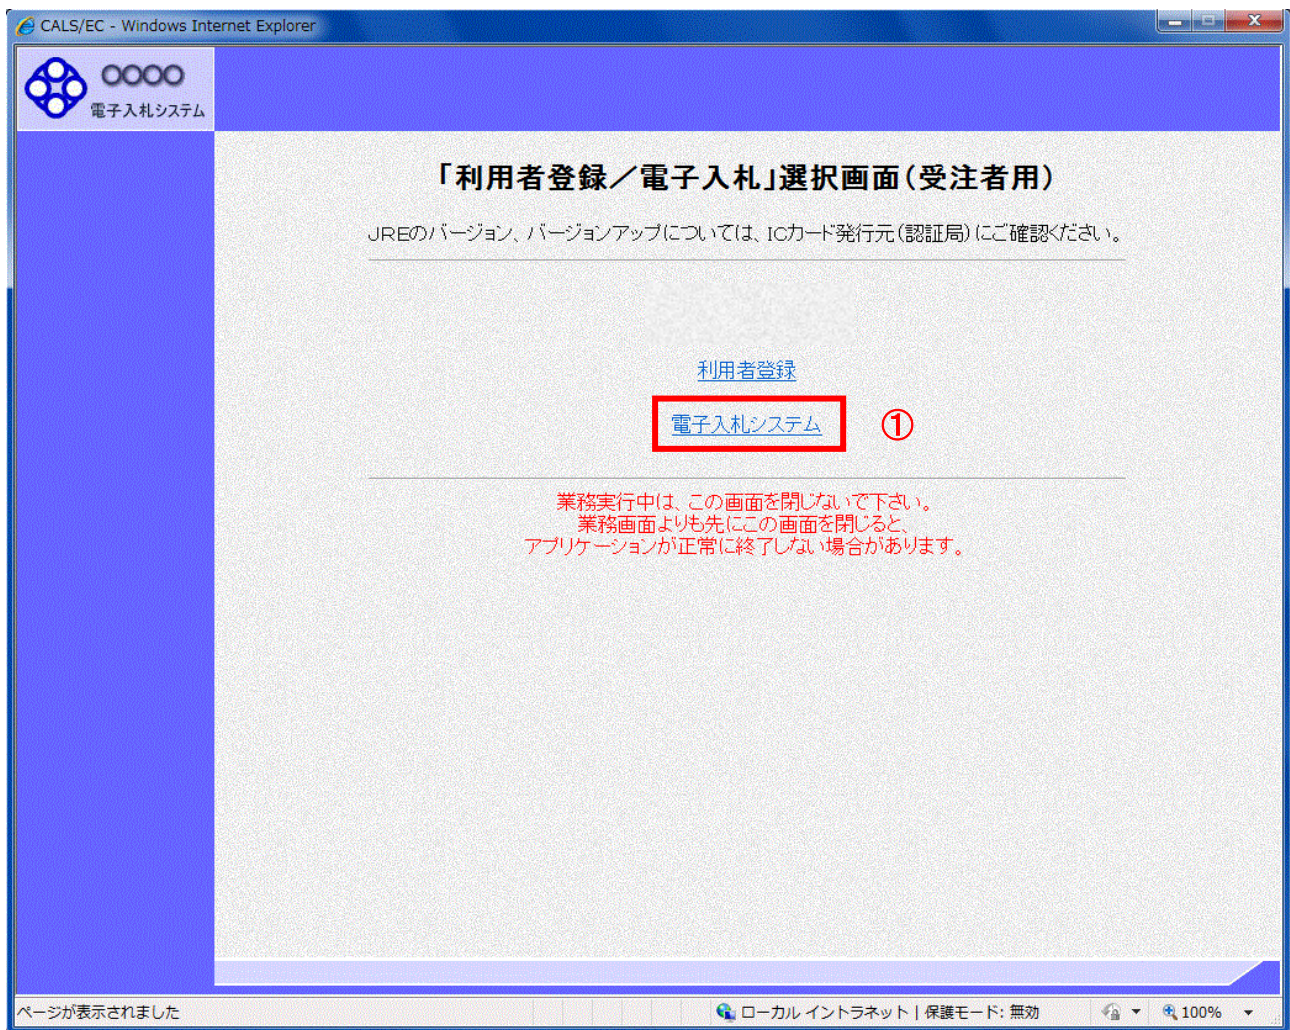 CALS/EC - Windows Internet Explorer
○○○○
電子入札システム
「利用者登録／電子入札」選択画面(受注者用)
JREのバージョン、バージョンアップについては、ICカード発行元(認証局)にご確認ください。
利用者登録
電子入札システム ①
業務実行中は、この画面を閉じないで下さい。
業務画面よりも先にこの画面を閉じると、
アプリケーションが正常に終了しない場合があります。
ページが表示されました
ローカル イントラネット | 保護モード: 無効
100%